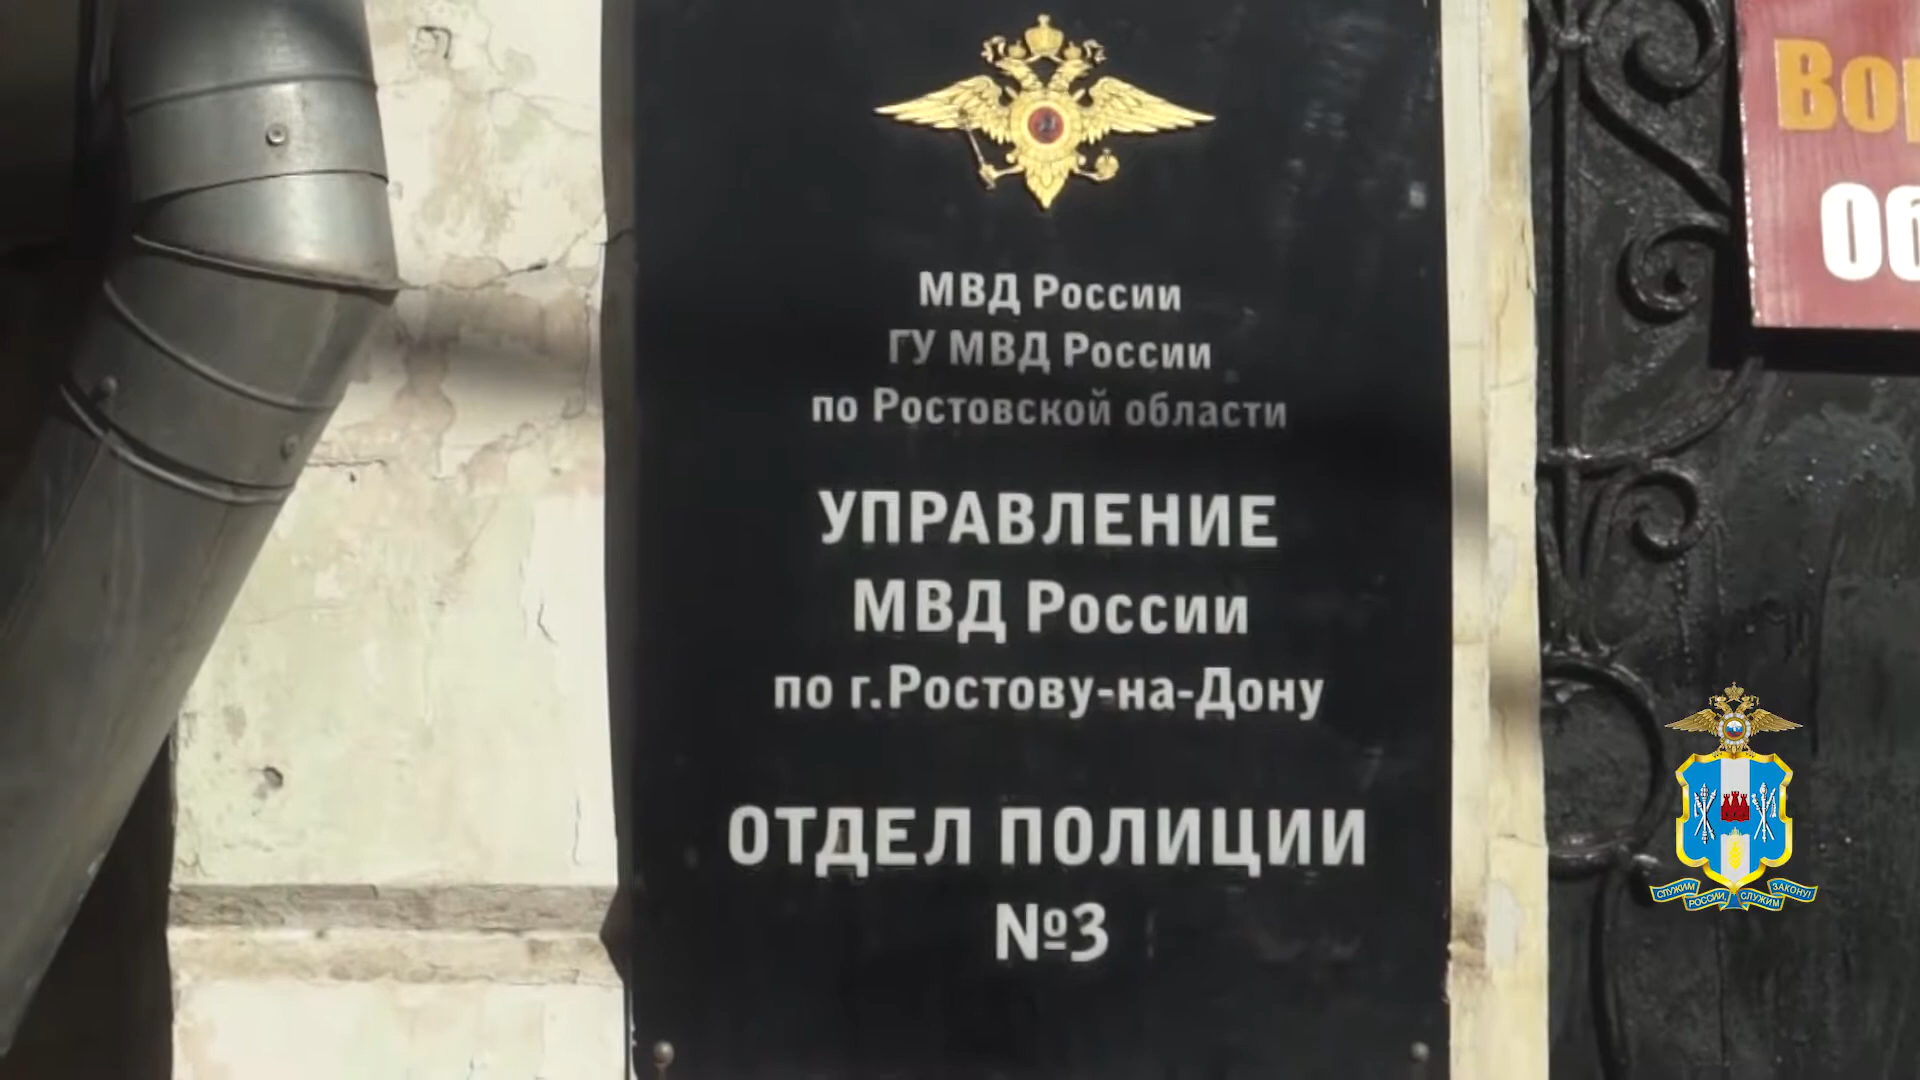 МВД России
ГУ МВД России
по Ростовской области
УПРАВЛЕНИЕ
МВД России
по г.Ростову-на-Дону
ОТДЕЛ ПОЛИЦИИ
№3
СЛУЖИМ РОССИИ, СЛУЖИМ ЗАКОНУ!